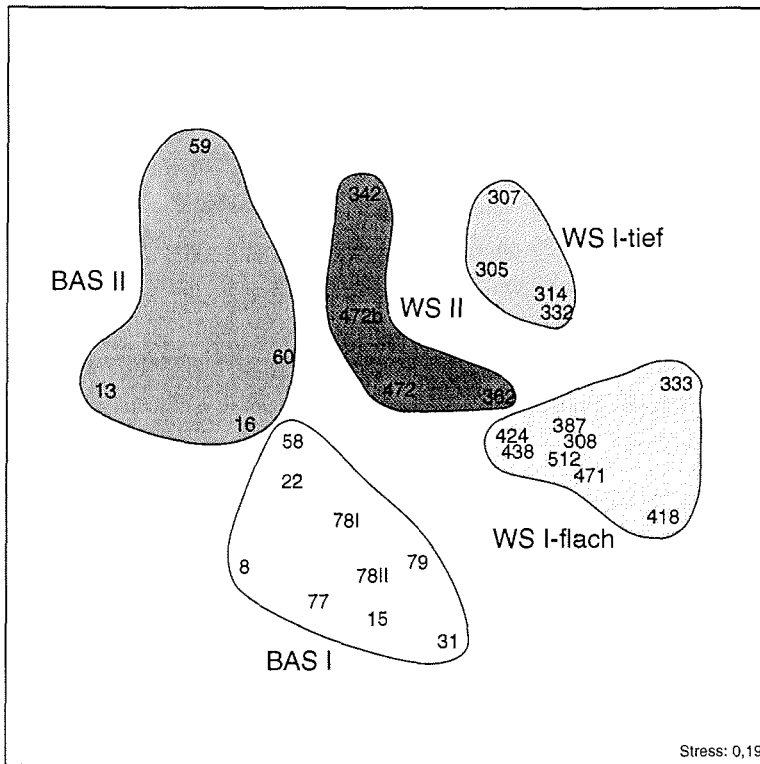 59
342
307
WS I-tief
305
BAS II
314
472b
WS II
332
60
13
472
362
333
16
387
424
308
58
438
512
22
471
78I
418
WS I-flach
8
78II
79
77
15
31
BAS I
Stress: 0,19